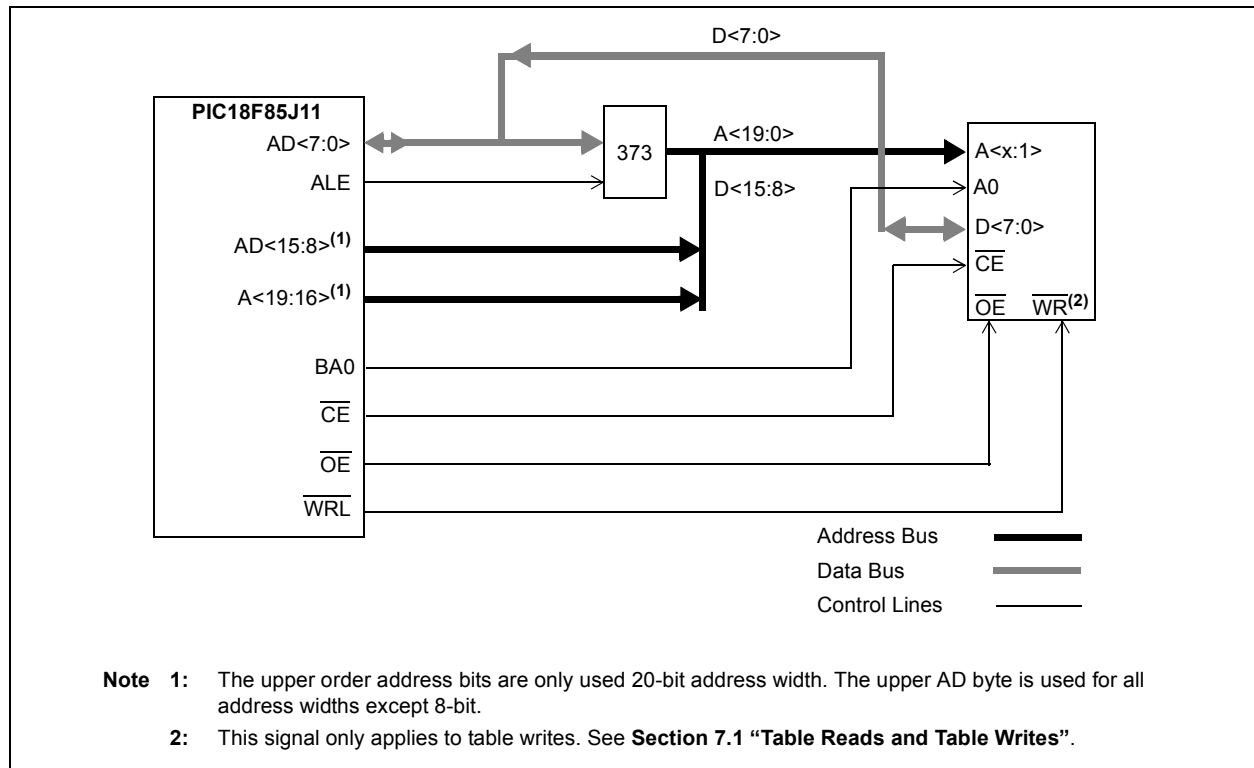 D<7:0>
PIC18F85J11
AD<7:0>
373
A<19:0>
A<x:1>
ALE
D<15:8>
A0
AD<15:8>(1)
D<7:0>
CE
A<19:16>(1)
OE WR(2)
BA0
CE
OE
WRL
Address Bus
Data Bus
Control Lines
Note 1: The upper order address bits are only used 20-bit address width. The upper AD byte is used for all
address widths except 8-bit.
2: This signal only applies to table writes. See Section 7.1 “Table Reads and Table Writes”.